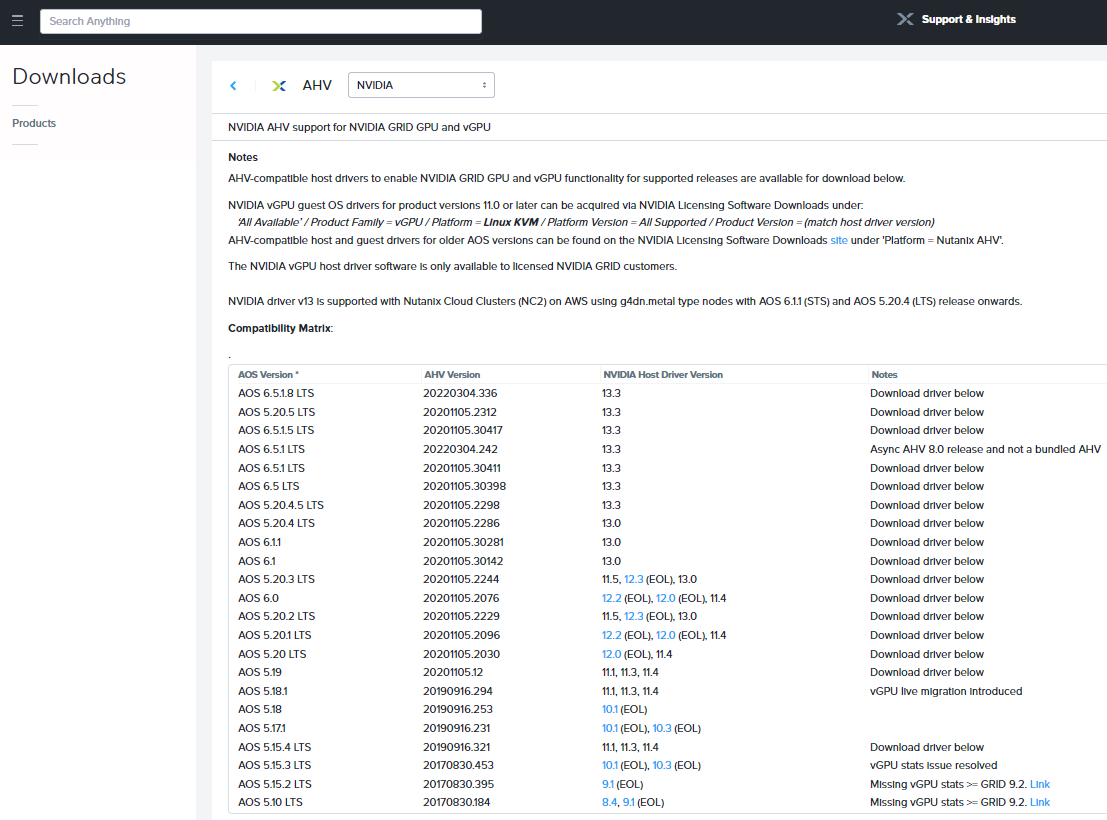 Search Anything
Support & Insights
Downloads
Products
AHV NVIDIA
NVIDIA AHV support for NVIDIA GRID GPU and vGPU
Notes
AHV-compatible host drivers to enable NVIDIA GRID GPU and vGPU functionality for supported releases are available for download below.
NVIDIA vGPU guest OS drivers for product versions 11.0 or later can be acquired via NVIDIA Licensing Software Downloads under:
'All Available' / Product Family = vGPU / Platform = Linux KVM / Platform Version = All Supported / Product Version = (match host driver version)
AHV-compatible host and guest drivers for older AOS versions can be found on the NVIDIA Licensing Software Downloads site under 'Platform = Nutanix AHV'.
The NVIDIA vGPU host driver software is only available to licensed NVIDIA GRID customers.
NVIDIA driver v13 is supported with Nutanix Cloud Clusters (NC2) on AWS using g4dn.metal type nodes with AOS 6.1.1 (STS) and AOS 5.20.4 (LTS) release onwards.
Compatibility Matrix:
.
AOS Version * AHV Version NVIDIA Host Driver Version Notes
AOS 6.5.1.8 LTS 20220304.336 13.3 Download driver below
AOS 5.20.5 LTS 20201105.2312 13.3 Download driver below
AOS 6.5.1.5 LTS 20201105.30417 13.3 Download driver below
AOS 6.5.1 LTS 20220304.242 13.3 Async AHV 8.0 release and not a bundled AHV
AOS 6.5.1 LTS 20201105.30411 13.3 Download driver below
AOS 6.5 LTS 20201105.30398 13.3 Download driver below
AOS 5.20.4.5 LTS 20201105.2298 13.3 Download driver below
AOS 5.20.4 LTS 20201105.2286 13.0 Download driver below
AOS 6.1.1 20201105.30281 13.0 Download driver below
AOS 6.1 20201105.30142 13.0 Download driver below
AOS 5.20.3 LTS 20201105.2244 11.5, 12.3 (EOL), 13.0 Download driver below
AOS 6.0 20201105.2076 12.2 (EOL), 12.0 (EOL), 11.4 Download driver below
AOS 5.20.2 LTS 20201105.2229 11.5, 12.3 (EOL), 13.0 Download driver below
AOS 5.20.1 LTS 20201105.2096 12.2 (EOL), 12.0 (EOL), 11.4 Download driver below
AOS 5.20 LTS 20201105.2030 12.0 (EOL), 11.4 Download driver below
AOS 5.19 20201105.12 11.1, 11.3, 11.4 Download driver below
AOS 5.18.1 20190916.294 11.1, 11.3, 11.4 vGPU live migration introduced
AOS 5.18 20190916.253 10.1 (EOL)
AOS 5.17.1 20190916.231 10.1 (EOL), 10.3 (EOL)
AOS 5.15.4 LTS 20190916.321 11.1, 11.3, 11.4 Download driver below
AOS 5.15.3 LTS 20170830.453 10.1 (EOL), 10.3 (EOL) vGPU stats issue resolved
AOS 5.15.2 LTS 20170830.395 9.1 (EOL) Missing vGPU stats >= GRID 9.2. Link
AOS 5.10 LTS 20170830.184 8.4, 9.1 (EOL) Missing vGPU stats >= GRID 9.2. Link